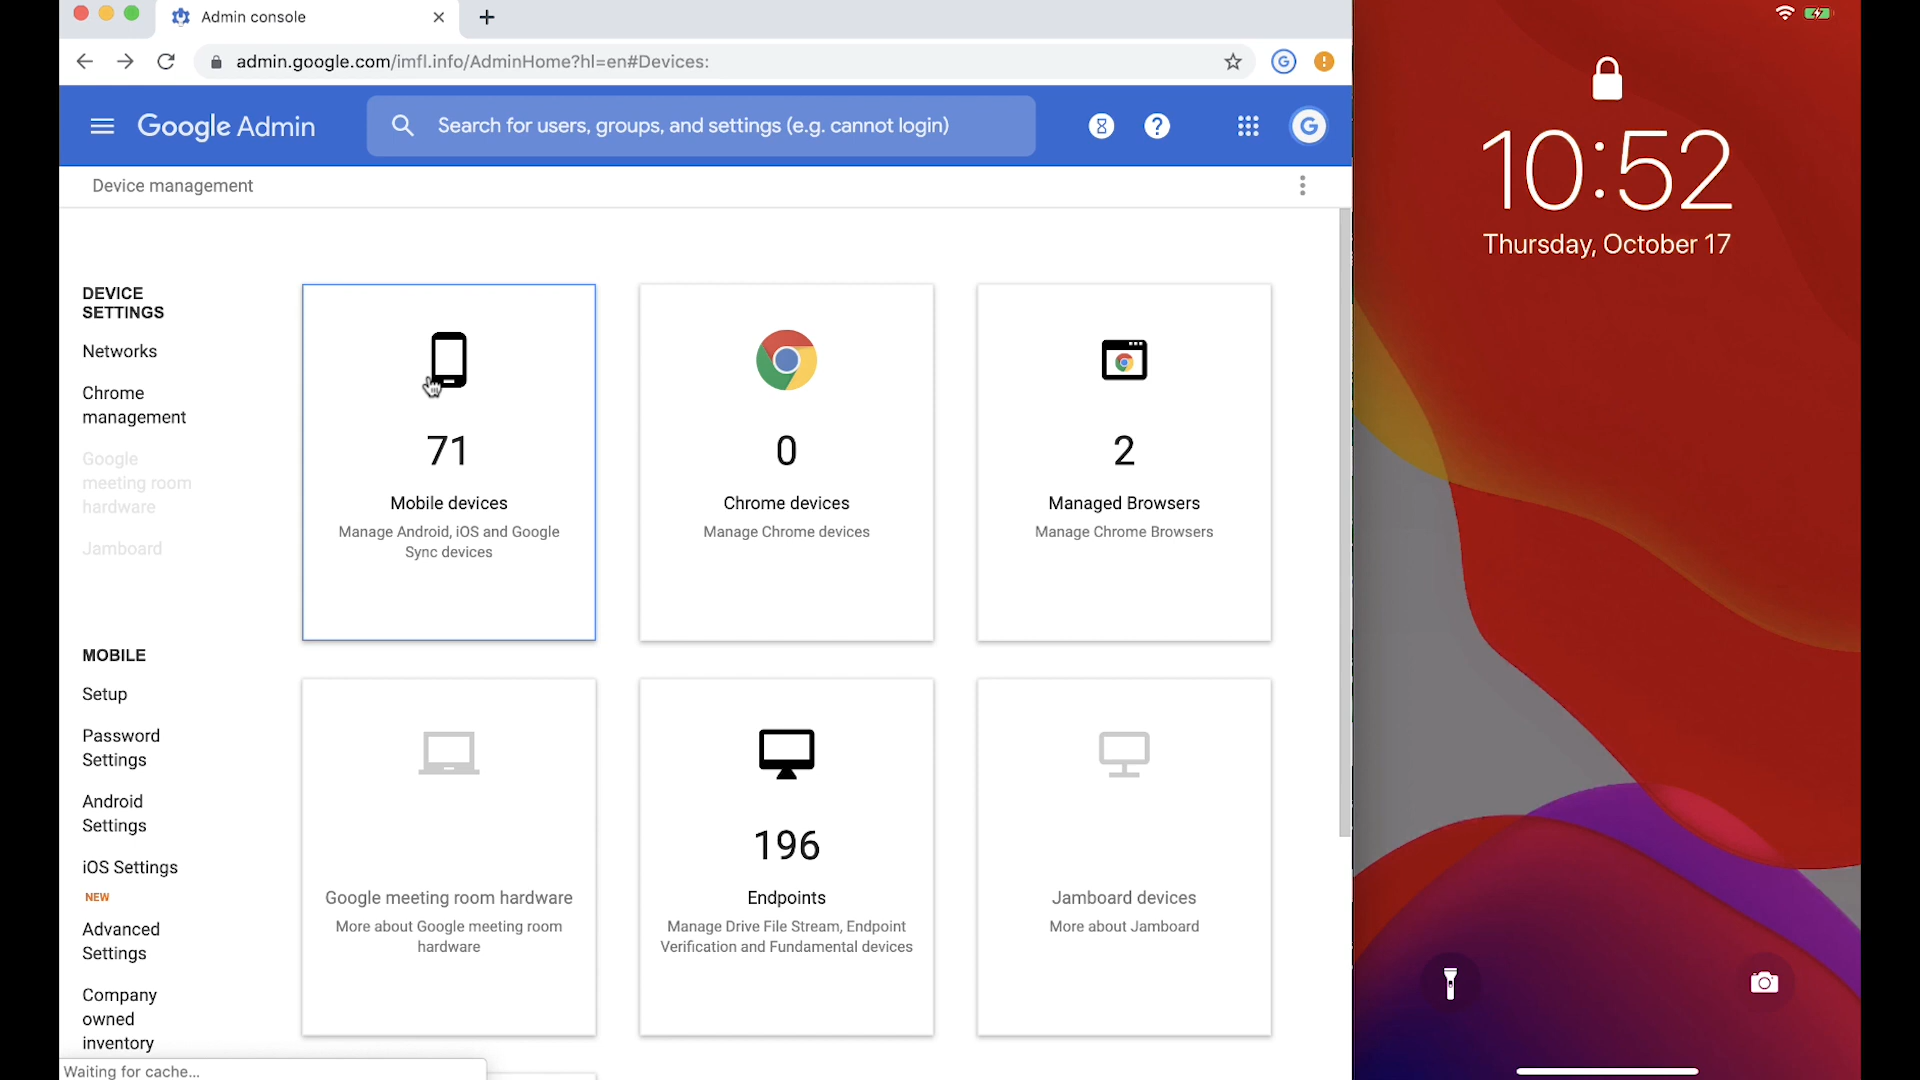 Admin console
admin.google.com/imfl.info/AdminHome?hl=en#Devices:
Google Admin
Search for users, groups, and settings (e.g. cannot login)
G
Device management
DEVICE
SETTINGS
Networks
Chrome
management
Google
meeting room
hardware
Jamboard
MOBILE
Setup
Password
Settings
Android
Settings
iOS Settings
NEW
Advanced
Settings
Company
owned
inventory
71
Mobile devices
Manage Android, iOS and Google
Sync devices
0
Chrome devices
Manage Chrome devices
2
Managed Browsers
Manage Chrome Browsers
Google meeting room hardware
More about Google meeting room
hardware
196
Endpoints
Manage Drive File Stream, Endpoint
Verification and Fundamental devices
Jamboard devices
More about Jamboard
Waiting for cache...
10:52
Thursday, October 17